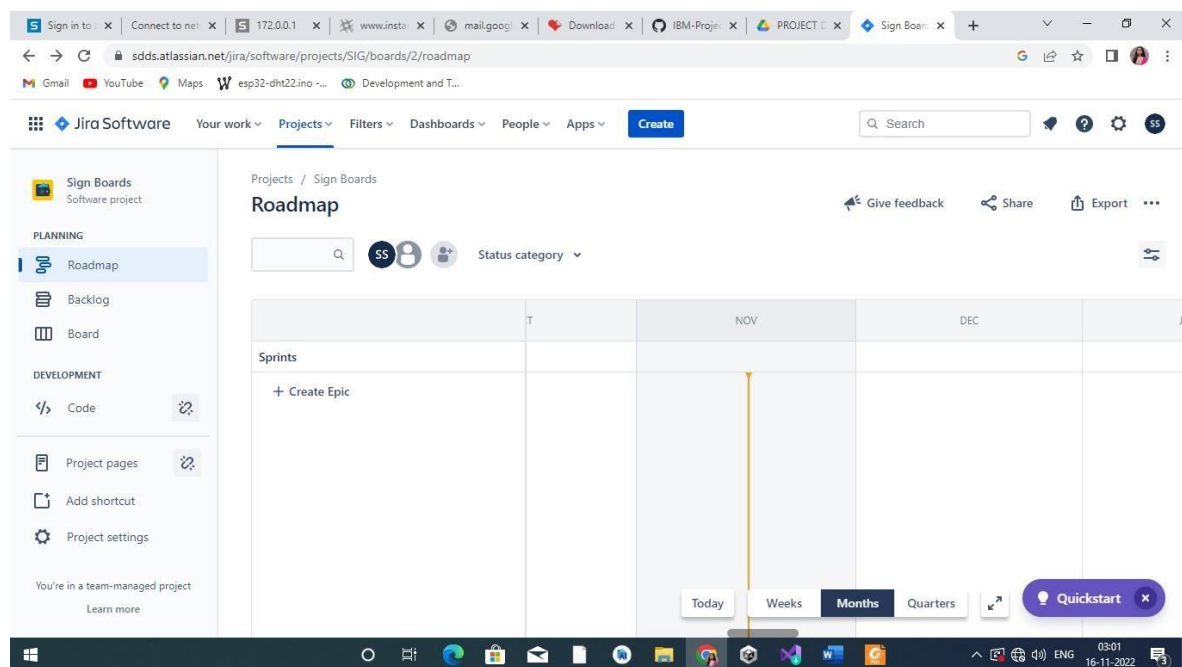 Sign in to
Connect to net
172.0.0.1
www.insta
mail.googl
Download
IBM-Projec
PROJECT D
Sign Board
sdds.atlassian.net/jira/software/projects/SIG/boards/2/roadmap
Gmail YouTube Maps esp32-dht22.ino -... Development and T...
Jira Software Your work Projects Filters Dashboards People Apps Create Search SS
Sign Boards
Software project
Projects / Sign Boards
Roadmap
Give feedback Share Export
PLANNING
Roadmap
Backlog
Board
DEVELOPMENT
Code
Project pages
Add shortcut
Project settings
You're in a team-managed project
Learn more
SS Status category
T NOV DEC J
Sprints
+ Create Epic
Today Weeks Months Quarters
Quickstart
ENG
03:01
16-11-2022
3